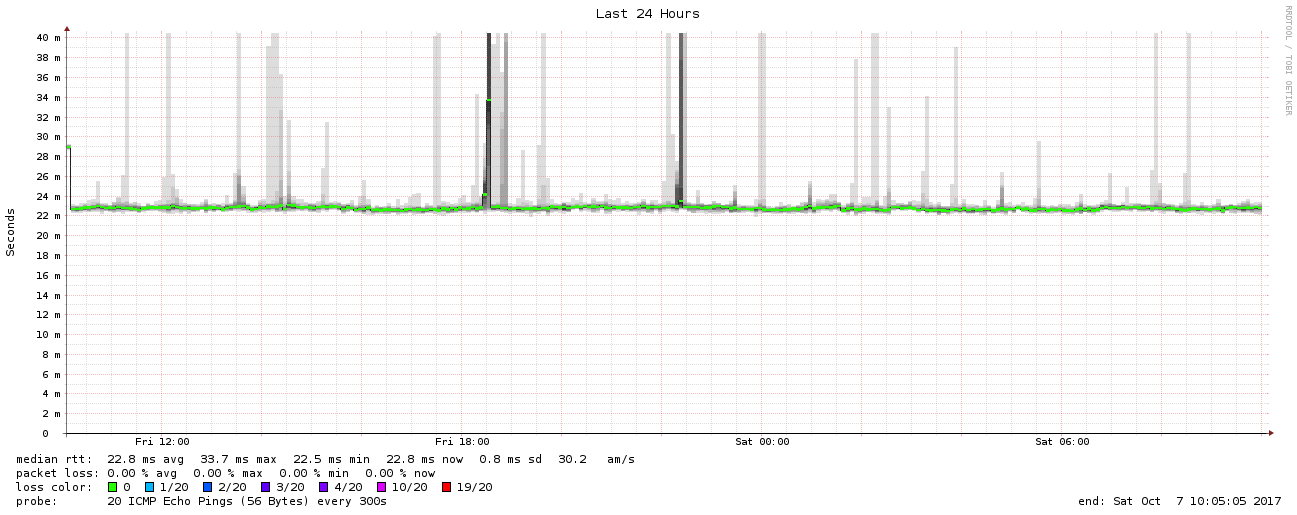 Last 24 Hours
RRDTOOL / TOBI OETIKER
Seconds
40 m
38 m
36 m
34 m
32 m
30 m
28 m
26 m
24 m
22 m
20 m
18 m
16 m
14 m
12 m
10 m
8 m
6 m
4 m
2 m
0
Fri 12:00 Fri 18:00 Sat 00:00 Sat 06:00
median rtt: 22.8 ms avg 33.7 ms max 22.5 ms min 22.8 ms now 0.8 ms sd 30.2 am/s
packet loss: 0.00 % avg 0.00 % max 0.00 % min 0.00 % now
loss color: 0 1/20 2/20 3/20 4/20 10/20 19/20
probe: 20 ICMP Echo Pings (56 Bytes) every 300s end: Sat Oct 7 10:05:05 2017